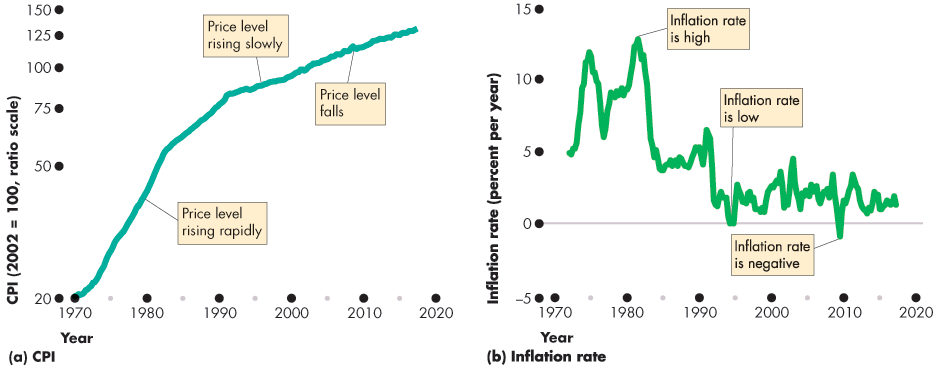 CPI (2002 = 100, ratio scale)
150
125
100
75
50
20
Price level
rising slowly
Price level
falls
Price level
rising rapidly
1970
1980
1990
2000
2010
2020
Year
(a) CPI
Inflation rate (percent per year)
15
10
5
0
–5
Inflation rate
is high
Inflation rate
is low
Inflation rate
is negative
1970
1980
1990
2000
2010
2020
Year
(b) Inflation rate